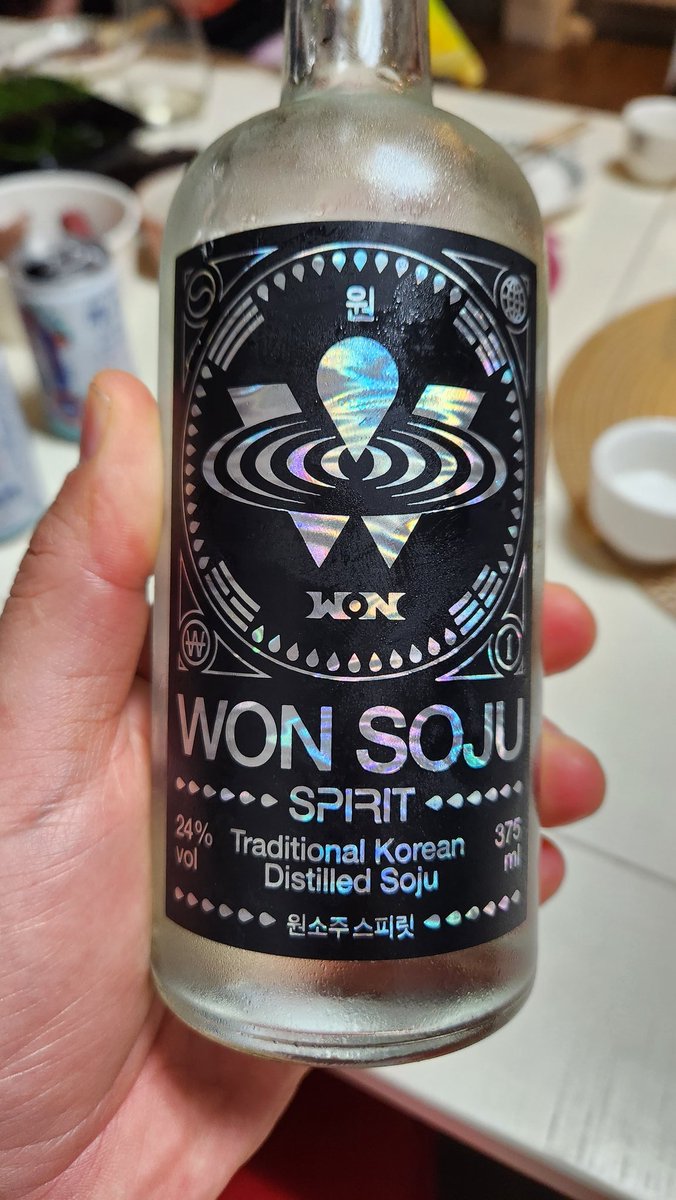 원
W•N
WON SOJU
SPIRIT
24% vol
Traditional Korean
Distilled Soju
375 ml
원소주 스피릿